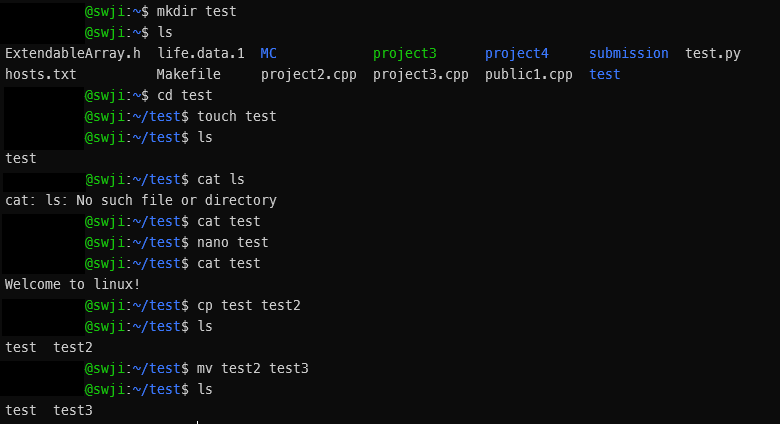 @swji:~$ mkdir test
@swji:~$ ls
ExtendableArray.h  life.data.1  MC            project3      project4     submission  test.py
hosts.txt          Makefile     project2.cpp  project3.cpp  public1.cpp  test
@swji:~$ cd test
@swji:~/test$ touch test
@swji:~/test$ ls
test
@swji:~/test$ cat ls
cat: ls: No such file or directory
@swji:~/test$ cat test
@swji:~/test$ nano test
@swji:~/test$ cat test
Welcome to linux!
@swji:~/test$ cp test test2
@swji:~/test$ ls
test  test2
@swji:~/test$ mv test2 test3
@swji:~/test$ ls
test  test3